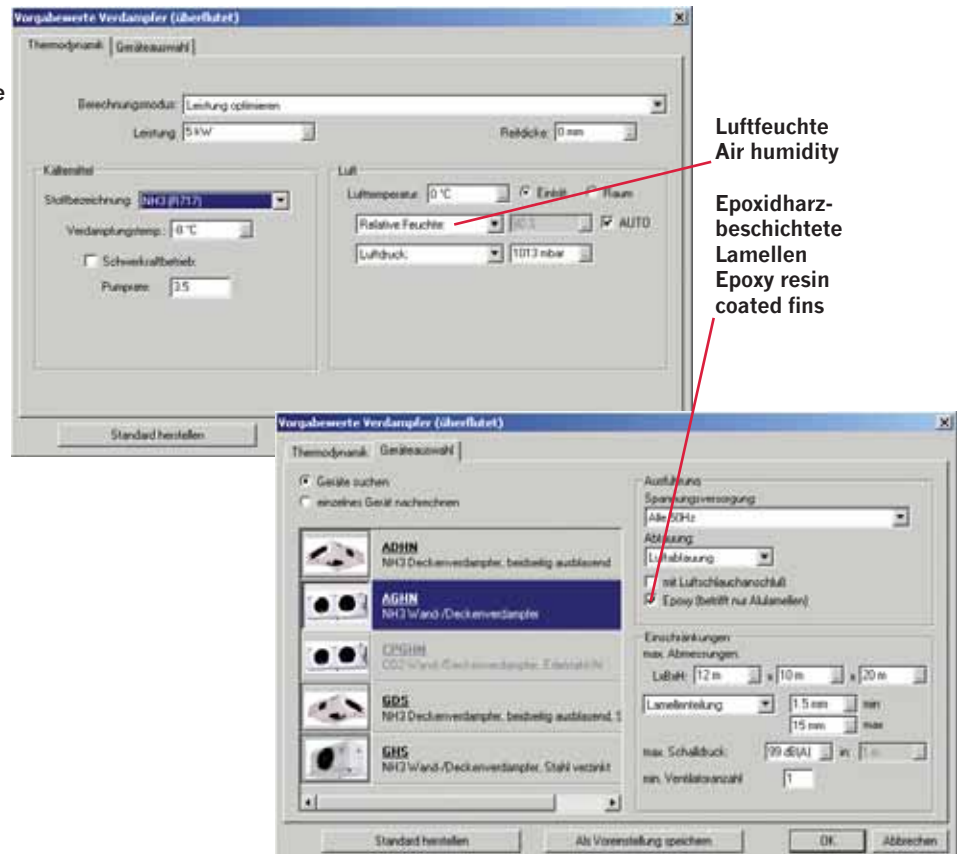 e
Vorgabewerte Verdampfer (überflutet)
Thermodynamik Geräteauswahl
Berechnungsmodus: Leistung optimieren
Leistung: 5 kW Reifdicke: 0 mm
Kältemittel
Stoffbezeichnung: NH3 (R717)
Verdampfungstemp.:
Schwerkraftbetrieb:
Pumprate: 3.5
Luft
Lufttemperatur: 0 °C Eintritt Raum
Relative Feuchte: AUTO
Luftdruck: 1013 mbar
Standard herstellen
Luftfeuchte
Air humidity
Epoxidharz-
beschichtete
Lamellen
Epoxy resin
coated fins
Vorgabewerte Verdampfer (überflutet)
Thermodynamik Geräteauswahl
Geräte suchen
einzelnes Gerät nachrechnen
ADHN
NH3 Deckenverdampfer, beidseitig ausblasend
AGHN
NH3 Wand-/Deckenverdampfer
CPGHN
CO2 Wand-/Deckenverdampfer, Edelstahl
GDS
NH3 Deckenverdampfer, beidseitig ausblasend, S
GHS
NH3 Wand-/Deckenverdampfer, Stahl verzinkt
Ausführung
Spannungsversorgung:
Alle 50Hz
Abtauung:
Luftabtauung
mit Luftschlauchanschluß
Epoxy (betrifft nur Alulamellen)
Einschränkungen
max. Abmessungen:
LxBxH: 12 m x 10 m x 20 m
Lamellenteilung: 1.5 mm min
15 mm max
max. Schalldruck: 99 dB(A) in: 1 m
min. Ventilatoranzahl 1
Standard herstellen Als Voreinstellung speichern OK Abbrechen